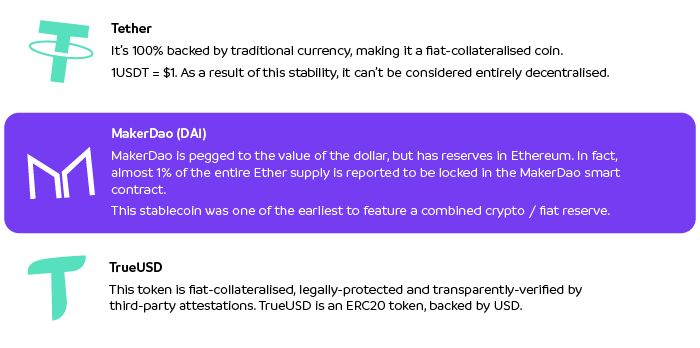 Tether
It's 100% backed by traditional currency, making it a fiat-collateralised coin.
1USDT = $1. As a result of this stability, it can't be considered entirely decentralised.
MakerDao (DAI)
MakerDao is pegged to the value of the dollar, but has reserves in Ethereum. In fact,
almost 1% of the entire Ether supply is reported to be locked in the MakerDao smart
contract.
This stablecoin was one of the earliest to feature a combined crypto / fiat reserve.
TrueUSD
This token is fiat-collateralised, legally-protected and transparently-verified by
third-party attestations. TrueUSD is an ERC20 token, backed by USD.